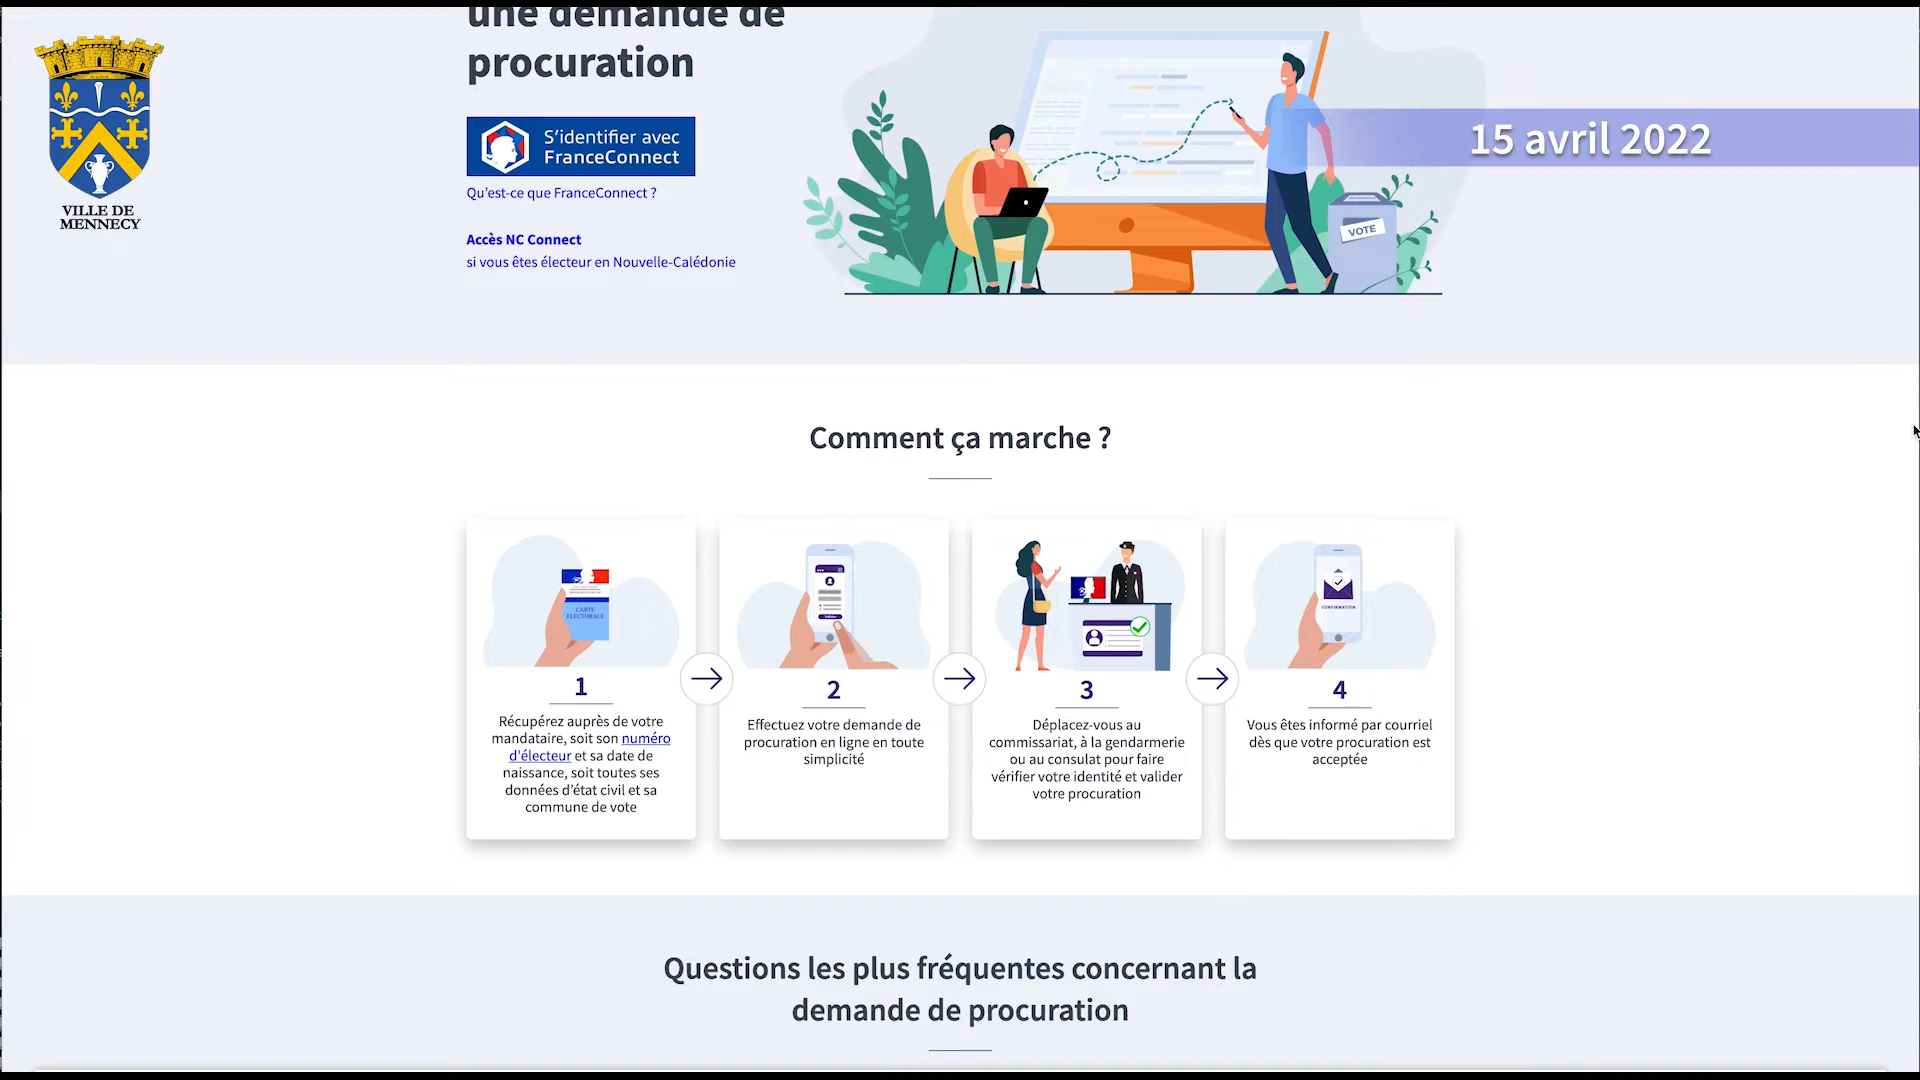 une demande de
procuration
VILLE DE
MENNECY
S'identifier avec
FranceConnect
Qu'est-ce que FranceConnect ?
Accès NC Connect
si vous êtes électeur en Nouvelle-Calédonie
VOTE
15 avril 2022
Comment ça marche ?
CARTE
ELECTORALE
1
Récupérez auprès de votre
mandataire, soit son numéro
d'électeur et sa date de
naissance, soit toutes ses
données d'état civil et sa
commune de vote
2
Effectuez votre demande de
procuration en ligne en toute
simplicité
3
Déplacez-vous au
commissariat, à la gendarmerie
ou au consulat pour faire
vérifier votre identité et valider
votre procuration
CONFIRMATION
4
Vous êtes informé par courriel
dès que votre procuration est
acceptée
Questions les plus fréquentes concernant la
demande de procuration